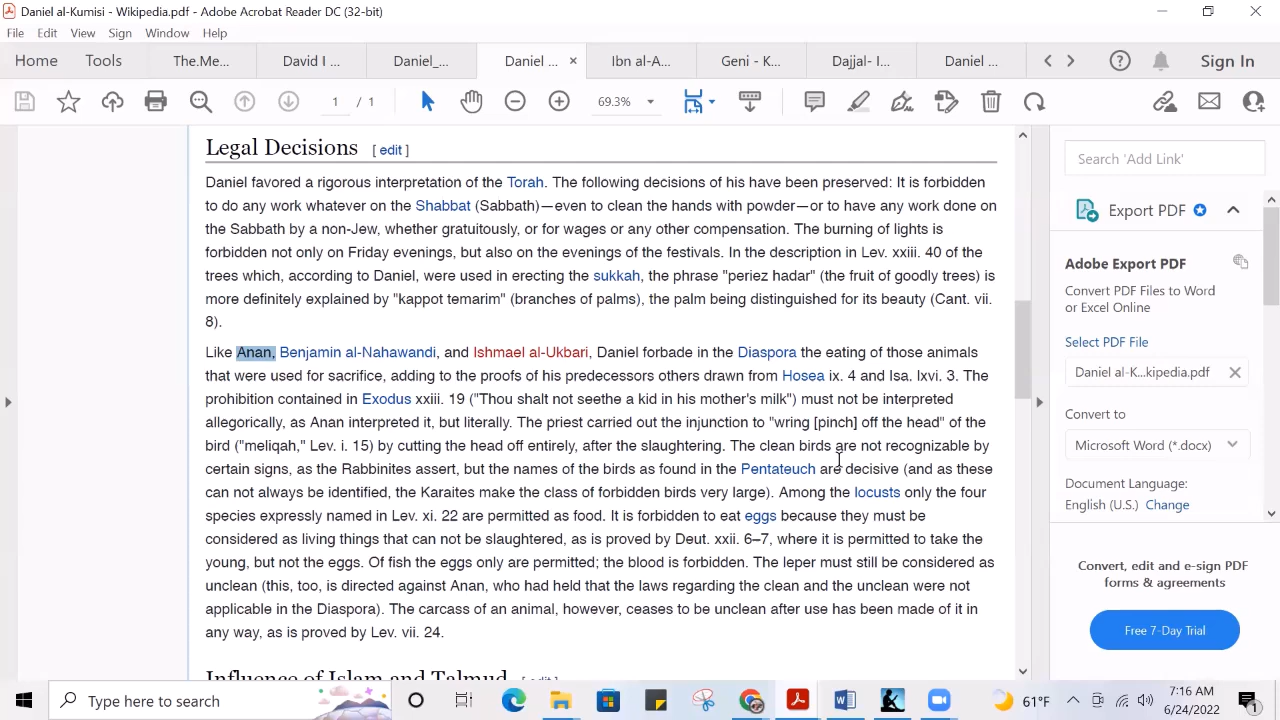 Daniel al-Kumisi - Wikipedia.pdf - Adobe Acrobat Reader DC (32-bit)
File Edit View Sign Window Help
Home Tools The.Me... David I ... Daniel_... Daniel ... × Ibn al-A... Geni - K... Dajjal- I... Daniel ... Sign In
1 / 1 69.3%
Legal Decisions [ edit ]
Daniel favored a rigorous interpretation of the Torah. The following decisions of his have been preserved: It is forbidden
to do any work whatever on the Shabbat (Sabbath)—even to clean the hands with powder—or to have any work done on
the Sabbath by a non-Jew, whether gratuitously, or for wages or any other compensation. The burning of lights is
forbidden not only on Friday evenings, but also on the evenings of the festivals. In the description in Lev. xxiii. 40 of the
trees which, according to Daniel, were used in erecting the sukkah, the phrase "periez hadar" (the fruit of goodly trees) is
more definitely explained by "kappot temarim" (branches of palms), the palm being distinguished for its beauty (Cant. vii.
8).
Like Anan, Benjamin al-Nahawandi, and Ishmael al-Ukbari, Daniel forbade in the Diaspora the eating of those animals
that were used for sacrifice, adding to the proofs of his predecessors others drawn from Hosea ix. 4 and Isa. lxvi. 3. The
prohibition contained in Exodus xxiii. 19 ("Thou shalt not seethe a kid in his mother's milk") must not be interpreted
allegorically, as Anan interpreted it, but literally. The priest carried out the injunction to "wring [pinch] off the head" of the
bird ("meliqah," Lev. i. 15) by cutting the head off entirely, after the slaughtering. The clean birds are not recognizable by
certain signs, as the Rabbinites assert, but the names of the birds as found in the Pentateuch are decisive (and as these
can not always be identified, the Karaites make the class of forbidden birds very large). Among the locusts only the four
species expressly named in Lev. xi. 22 are permitted as food. It is forbidden to eat eggs because they must be
considered as living things that can not be slaughtered, as is proved by Deut. xxii. 6–7, where it is permitted to take the
young, but not the eggs. Of fish the eggs only are permitted; the blood is forbidden. The leper must still be considered as
unclean (this, too, is directed against Anan, who had held that the laws regarding the clean and the unclean were not
applicable in the Diaspora). The carcass of an animal, however, ceases to be unclean after use has been made of it in
any way, as is proved by Lev. vii. 24.
Influence of Islam and Talmud [ edit ]
Search 'Add Link'
Export PDF
Adobe Export PDF
Convert PDF Files to Word
or Excel Online
Select PDF File
Daniel al-K...kipedia.pdf
Convert to
Microsoft Word (*.docx)
Document Language:
English (U.S.) Change
Convert, edit and e-sign PDF
forms & agreements
Free 7-Day Trial
Type here to search
61°F
7:16 AM
6/24/2022
1